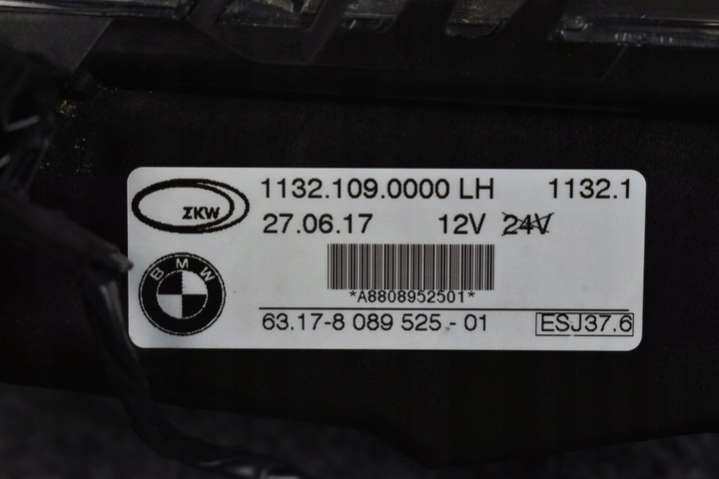 ZKW
1132.109.0000 LH 1132.1
27.06.17 12V 24V
BMW
*A8808952501*
63.17-8 089 525 - 01 ESJ37.6